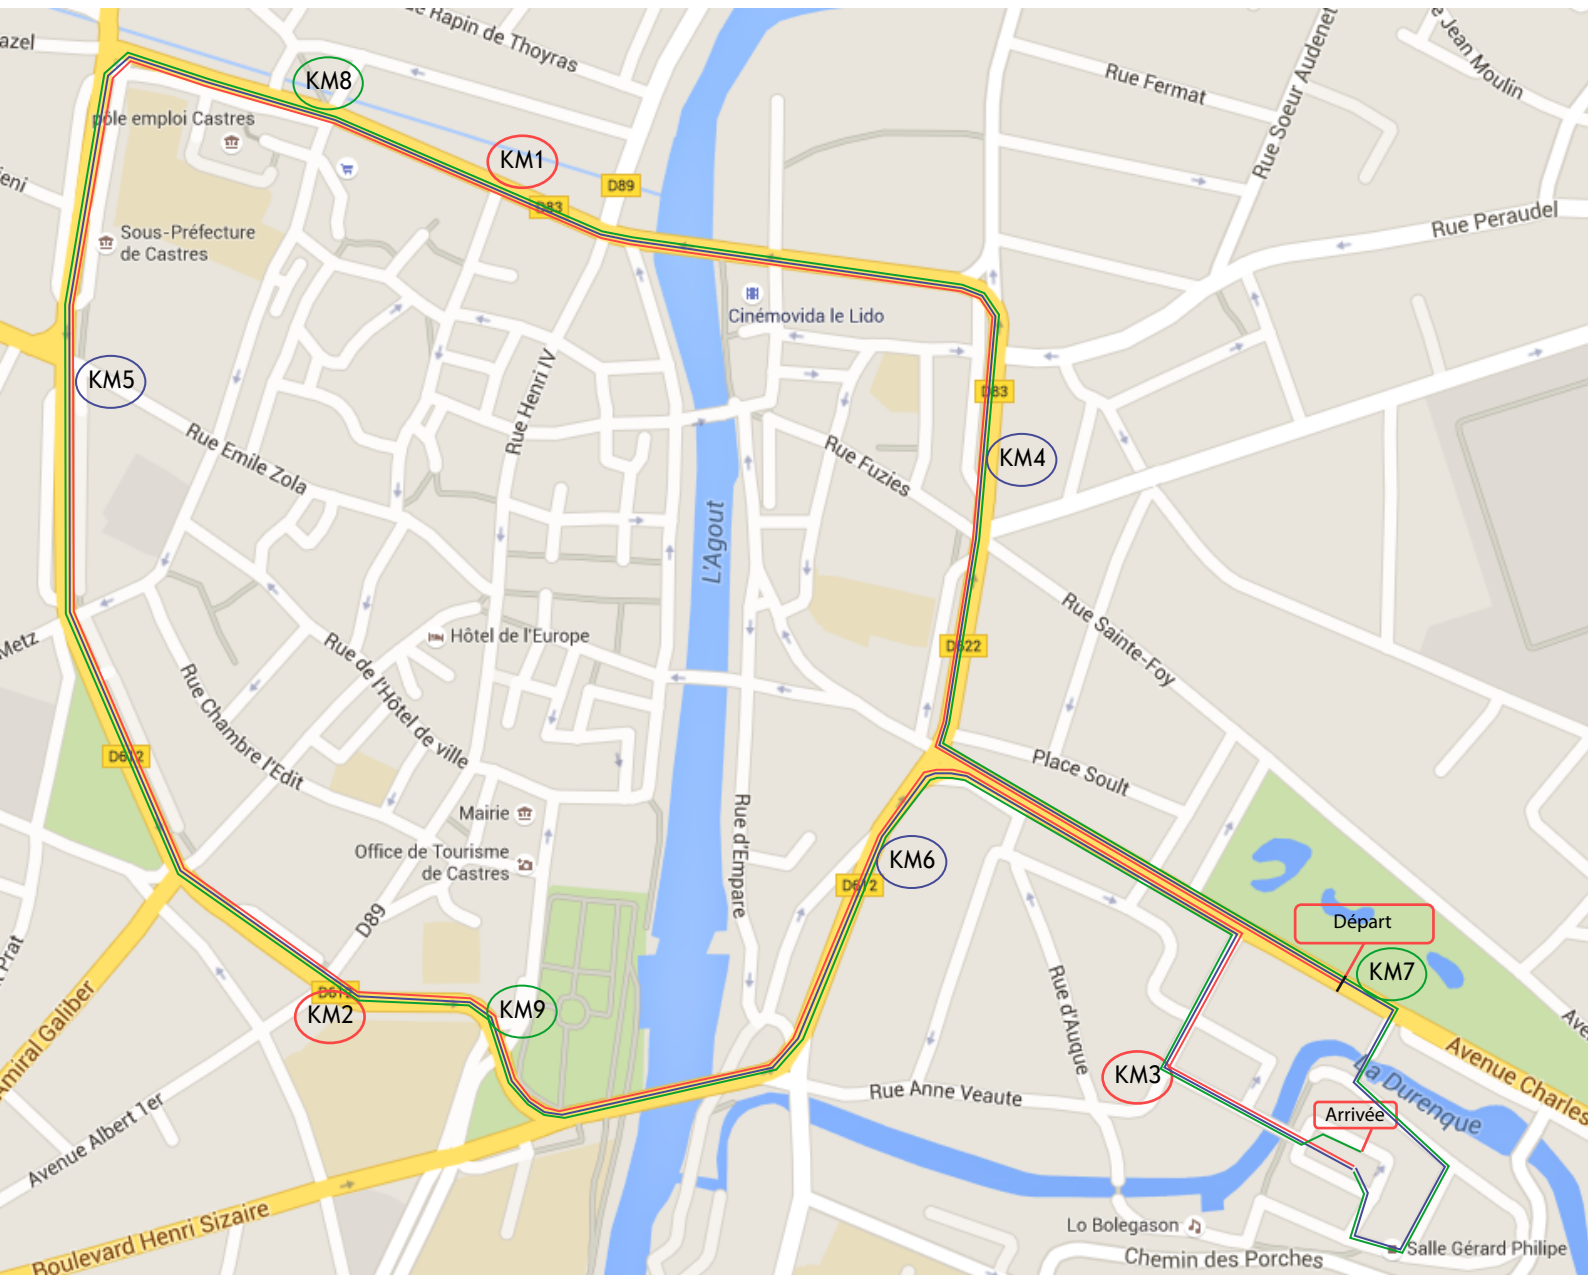 azel
Rue Rapin de Thoyras
KM8
pôle emploi Castres
KM1
D89
D83
Rue Fermat
Rue Soeur Audenet
e Jean Moulin
Rue Peraudel
eni
Sous-Préfecture
de Castres
Cinémovida le Lido
KM5
Rue Henri IV
D83
KM4
Rue Emile Zola
Rue Fuzies
L'Agout
Metz
Hôtel de l'Europe
Rue Sainte-Foy
D622
Rue de l'Hôtel de ville
Rue Chambre l'Edit
D612
Place Soult
Mairie
Office de Tourisme
de Castres
Rue d'Empare
KM6
D612
D89
Prat
Départ
KM7
D612
KM2
KM9
Amiral Galiber
Rue d'Auque
KM3
Rue Anne Veaute
Avenue Charles
Ave
La Durenque
Arrivée
Avenue Albert 1er
Boulevard Henri Sizaire
Lo Bolegason
Chemin des Porches
Salle Gérard Philipe